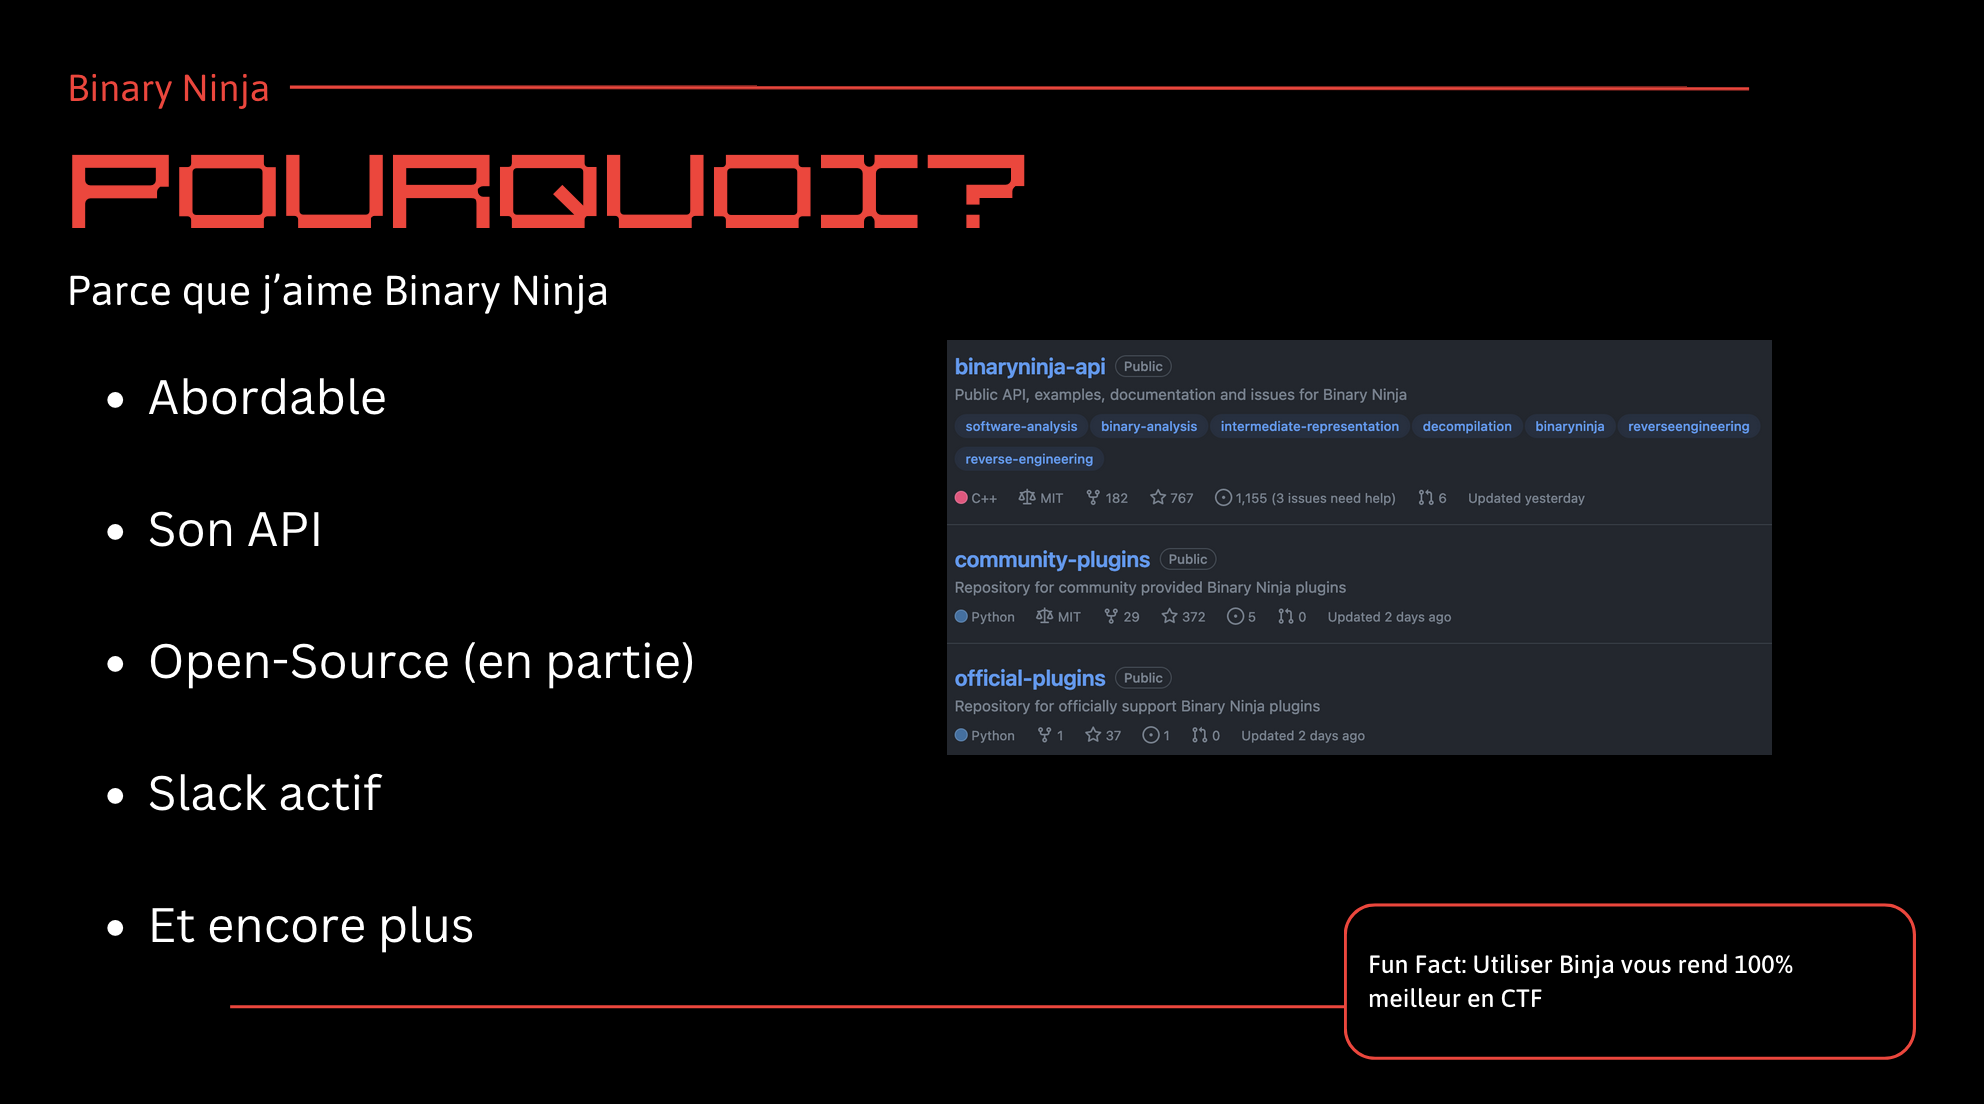 Binary Ninja
POURQUOI?
Parce que j’aime Binary Ninja
• Abordable
• Son API
• Open-Source (en partie)
• Slack actif
• Et encore plus
binaryninja-api Public
Public API, examples, documentation and issues for Binary Ninja
software-analysis binary-analysis intermediate-representation decompilation binaryninja reverseengineering
reverse-engineering
C++ MIT 182 767 1,155 (3 issues need help) 6 Updated yesterday
community-plugins Public
Repository for community provided Binary Ninja plugins
Python MIT 29 372 5 0 Updated 2 days ago
official-plugins Public
Repository for officially support Binary Ninja plugins
Python 1 37 1 0 Updated 2 days ago
Fun Fact: Utiliser Binja vous rend 100%
meilleur en CTF